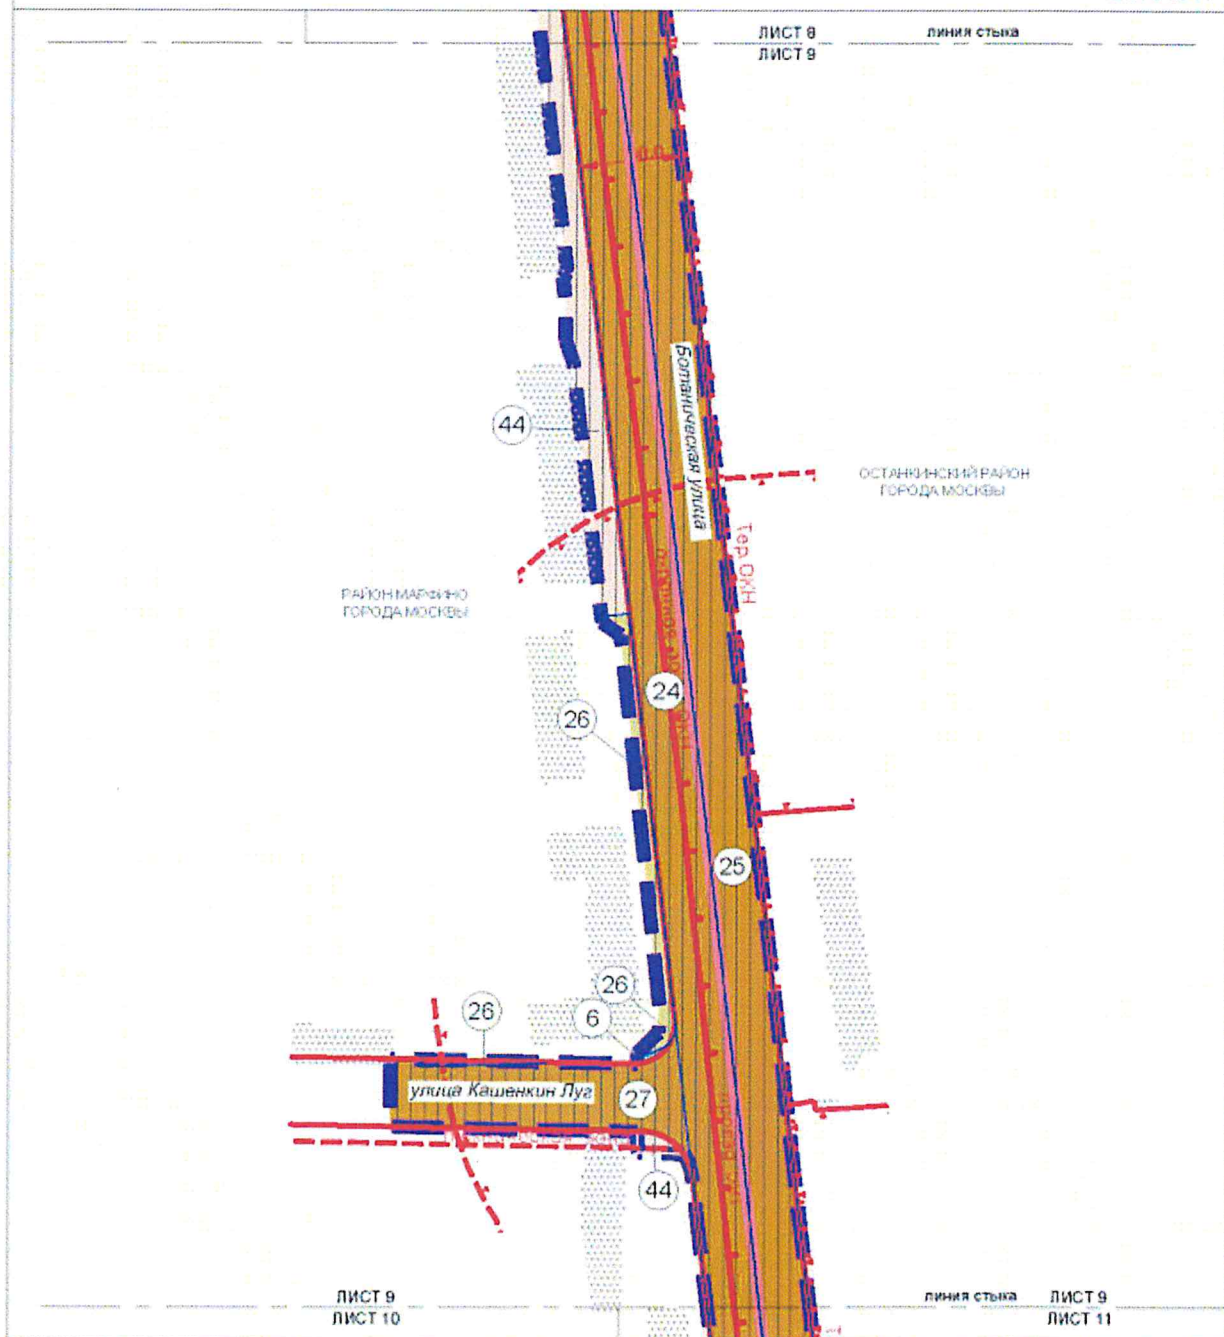 ЛИСТ 8
линия стыка
ЛИСТ 9
Ботаническая улица
44
ОСТАНКИНСКИЙ РАЙОН
ГОРОДА МОСКВЫ
Тер.ОКН
РАЙОН МАРФИНО
ГОРОДА МОСКВЫ
24
26
25
26
26
6
улица Кашенкин Луг
27
44
ЛИСТ 9
ЛИСТ 10
линия стыка
ЛИСТ 9
ЛИСТ 11